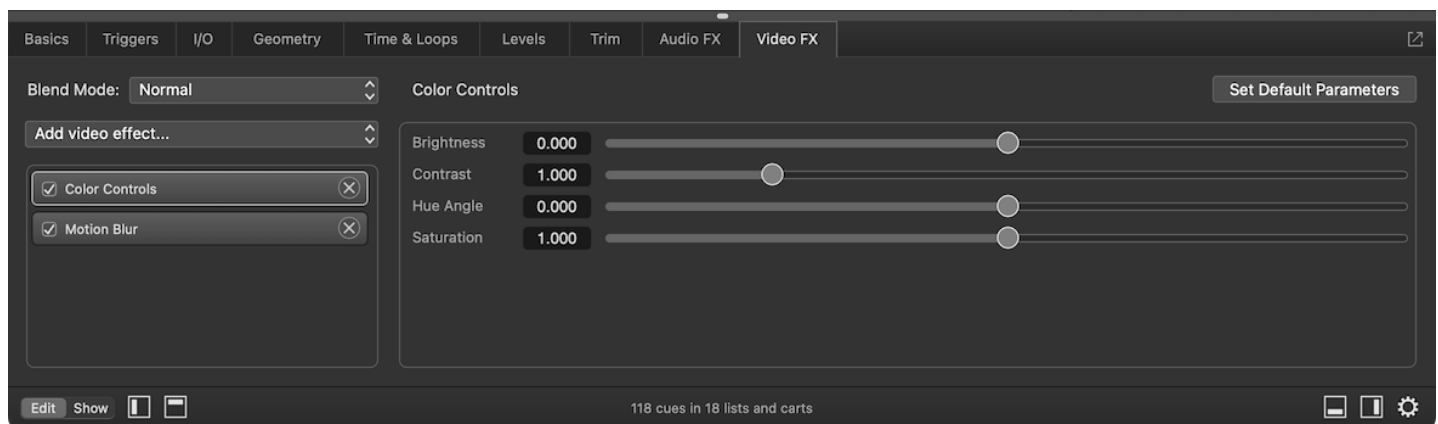 Basics Triggers I/O Geometry Time & Loops Levels Trim Audio FX Video FX
Blend Mode: Normal
Add video effect...
Color Controls
Motion Blur
Color Controls Set Default Parameters
Brightness 0.000
Contrast 1.000
Hue Angle 0.000
Saturation 1.000
Edit Show 118 cues in 18 lists and carts